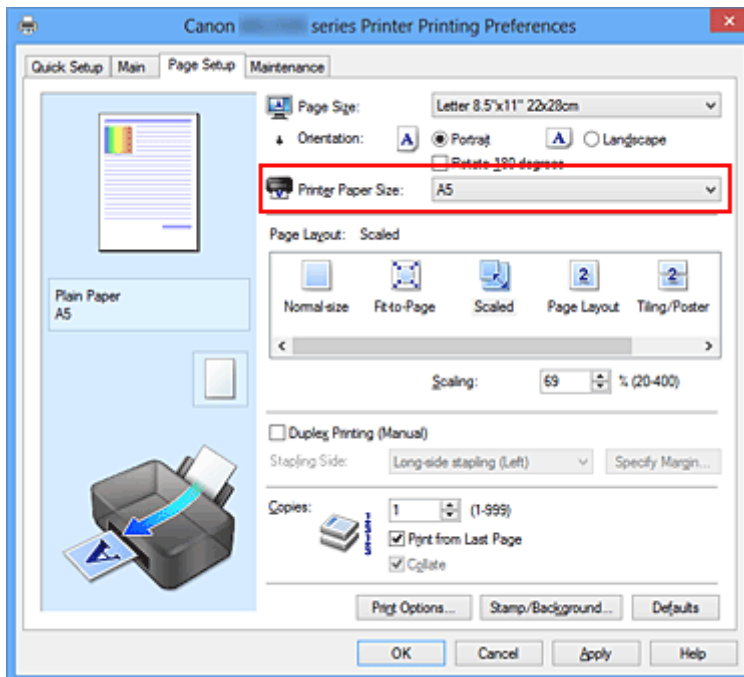 Canon series Printer Printing Preferences
Quick Setup Main Page Setup Maintenance
Page Size: Letter 8.5"x11" 22x28cm
Orientation: A Portrait A Landscape
Rotate 180 degrees
Printer Paper Size: A5
Page Layout: Scaled
Normal-size Fit-to-Page Scaled Page Layout Tiling/Poster
Scaling: 69 % (20-400)
Plain Paper
A5
Duplex Printing (Manual)
Stapling Side: Long-side stapling (Left) Specify Margin...
Copies: 1 (1-999)
Print from Last Page
Collate
Print Options... Stamp/Background... Defaults
OK Cancel Apply Help